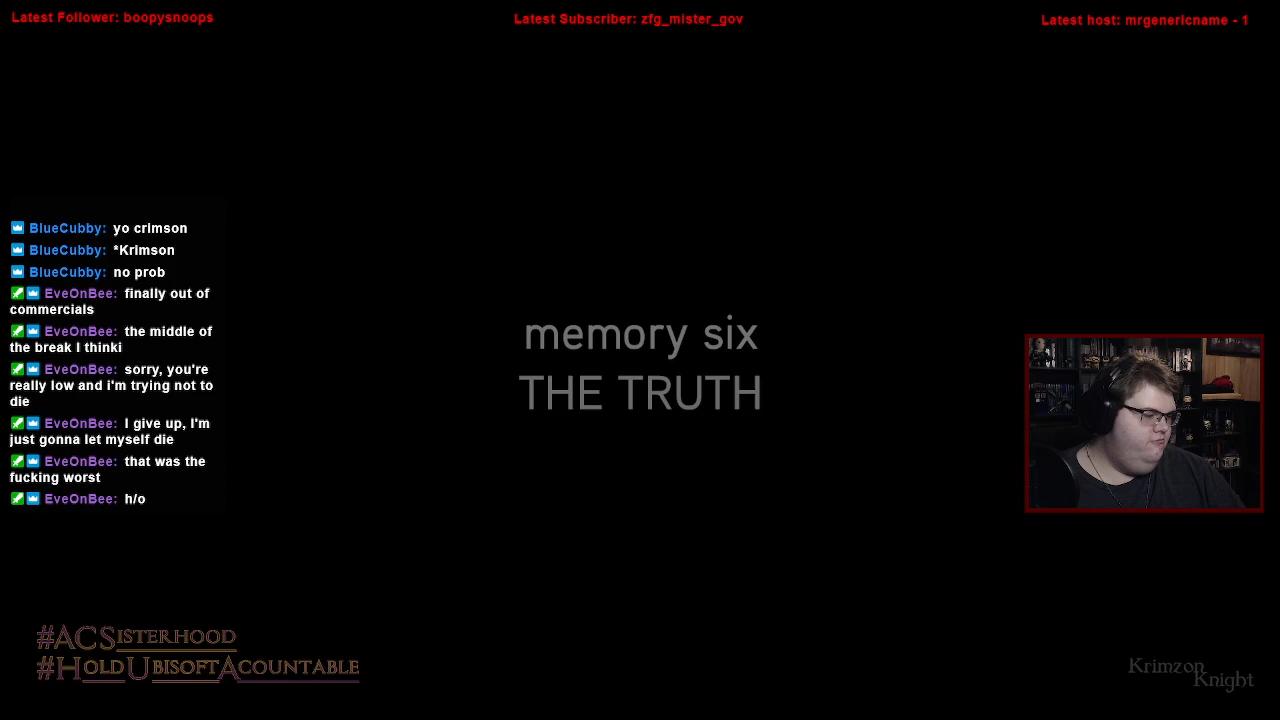 Latest Follower: boopysnoops
Latest Subscriber: zfg_mister_gov
Latest host: mrgenericname - 1
BlueCubby: yo crimson
BlueCubby: *Krimson
BlueCubby: no prob
EveOnBee: finally out of
commercials
EveOnBee: the middle of
the break I thinki
EveOnBee: sorry, you're
really low and i'm trying not to
die
EveOnBee: I give up, I'm
just gonna let myself die
EveOnBee: that was the
fucking worst
EveOnBee: h/o
memory six
THE TRUTH
#ACSisterhood
#HoldUbisoftAcountable
Krimzon
Knight